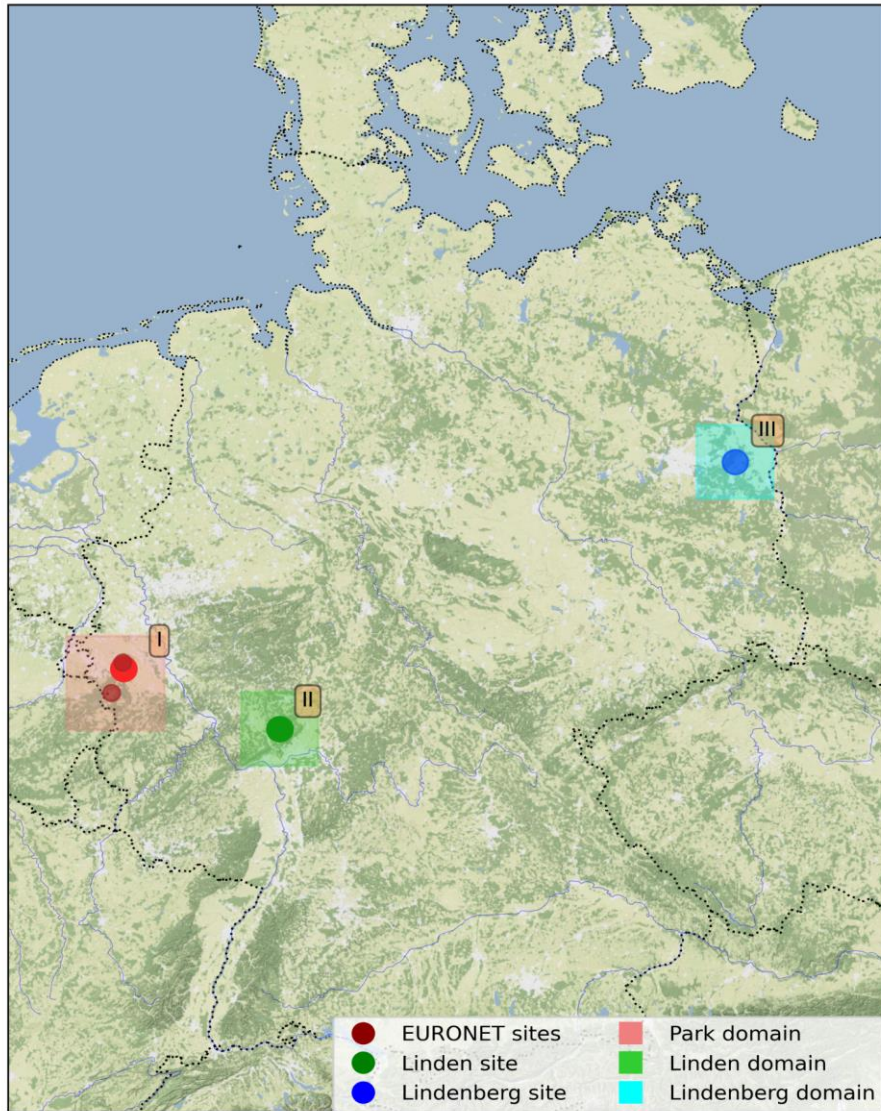 III
I
II
EURONET sites
Linden site
Lindenberg site
Park domain
Linden domain
Lindenberg domain